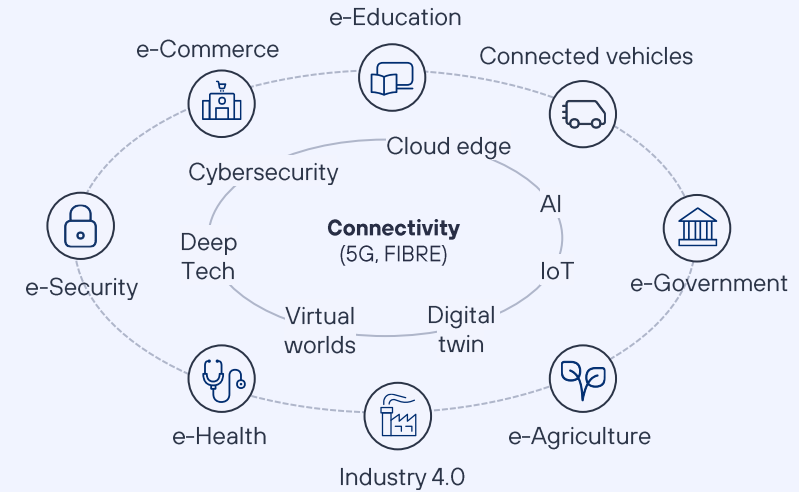 e-Education
e-Commerce
Connected vehicles
Cloud edge
Cybersecurity
AI
Connectivity
(5G, FIBRE)
Deep
Tech
IoT
e-Security
e-Government
Virtual
worlds
Digital
twin
e-Health
e-Agriculture
Industry 4.0